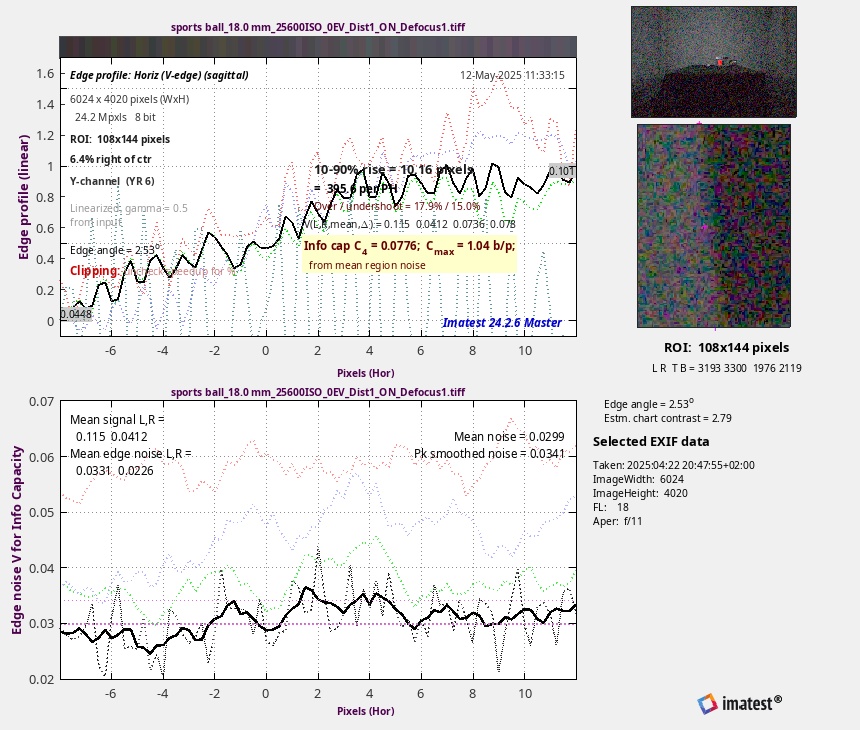 sports ball_18.0 mm_25600ISO_0EV_Dist1_ON_Defocus1.tiff
Edge profile: Horiz (V-edge) (sagittal)
12-May-2025 11:33:15
6024 x 4020 pixels (WxH)
24.2 Mpxls 8 bit
ROI: 108x144 pixels
6.4% right of ctr
Y-channel (YR 6)
Linearized: gamma = 0.5
from input
Edge angle = 2.53°
Clipping: Uncheck speedup for %
10-90% rise = 10.16 pixels
= 395.6 per PH
Over / undershoot = 17.9% / 15.0%
V(L,R,mean,△) = 0.115 0.0412 0.0736 0.078
Info cap C4 = 0.0776; Cmax = 1.04 b/p;
from mean region noise
Imatest 24.2.6 Master
0.101
0.0448
Edge profile (linear)
1.6
1.4
1.2
1
0.8
0.6
0.4
0.2
0
-6 -4 -2 0 2 4 6 8 10
Pixels (Hor)
ROI: 108x144 pixels
L R T B = 3193 3300 1976 2119
sports ball_18.0 mm_25600ISO_0EV_Dist1_ON_Defocus1.tiff
Mean signal L,R =
0.115 0.0412
Mean edge noise L,R =
0.0331 0.0226
Mean noise = 0.0299
Pk smoothed noise = 0.0341
Edge noise V for Info Capacity
0.07
0.06
0.05
0.04
0.03
0.02
-6 -4 -2 0 2 4 6 8 10
Pixels (Hor)
Edge angle = 2.53°
Estm. chart contrast = 2.79
Selected EXIF data
Taken: 2025:04:22 20:47:55+02:00
ImageWidth: 6024
ImageHeight: 4020
FL: 18
Aper: f/11
imatest®